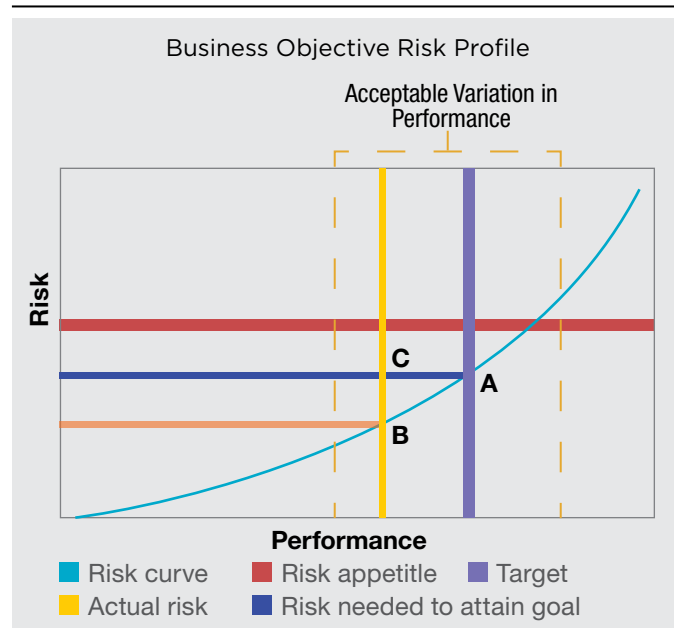 Business Objective Risk Profile
Acceptable Variation in
Performance
Risk
C
A
B
Performance
Risk curve
Risk appetitle
Target
Actual risk
Risk needed to attain goal